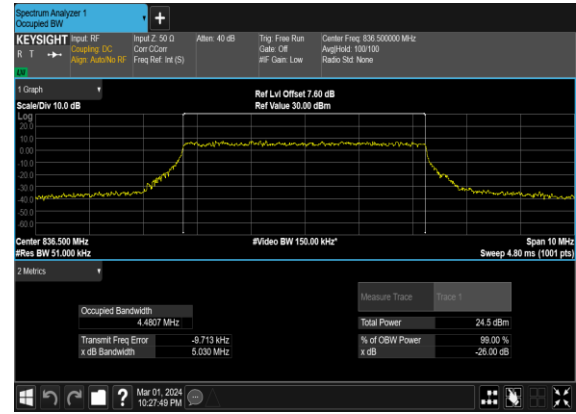 Spectrum Analyzer 1
Occupied BW
+
KEYSIGHT Input: RF Input Z: 50 Ω Atten: 40 dB Trig: Free Run Center Freq: 836.500000 MHz
R T Coupling: DC Corr CCorr Gate: Off Avg|Hold: 100/100
Align: Auto/No RF Freq Ref: Int (S) #IF Gain: Low Radio Std: None
LW
1 Graph
Ref Lvl Offset 7.60 dB
Scale/Div 10.0 dB Ref Value 30.00 dBm
Log
20.0
10.0
0.00
-10.0
-20.0
-30.0
-40.0
-50.0
-60.0
Center 836.500 MHz #Video BW 150.00 kHz* Span 10 MHz
#Res BW 51.000 kHz Sweep 4.80 ms (1001 pts)
2 Metrics
Measure Trace Trace 1
Occupied Bandwidth
4.4807 MHz Total Power 24.5 dBm
Transmit Freq Error -9.713 kHz % of OBW Power 99.00 %
x dB Bandwidth 5.030 MHz x dB -26.00 dB
?
Mar 01, 2024
10:27:49 PM